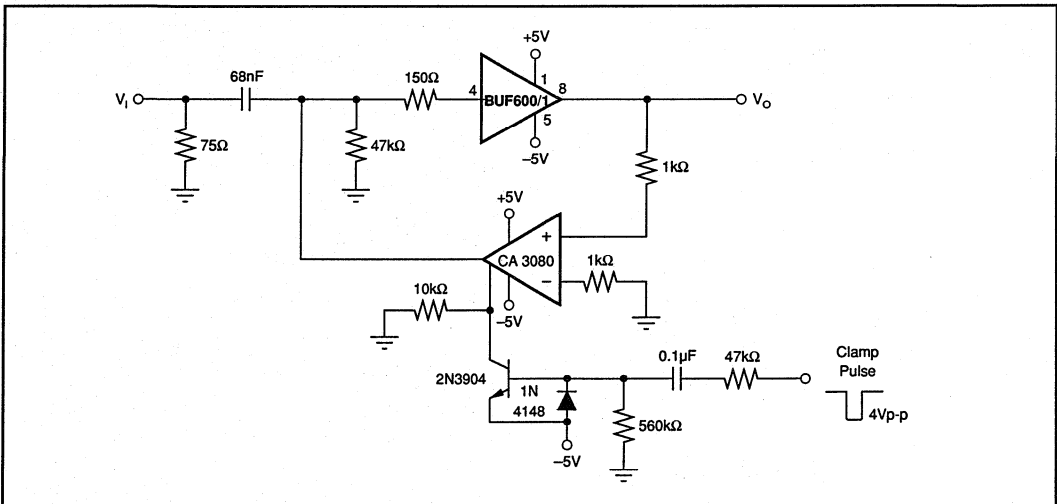 +5V
68nF
150Ω
V_I
4
BUF600/1
1
8
5
V_O
75Ω
47kΩ
–5V
1kΩ
+5V
+
CA 3080
–
1kΩ
10kΩ
–5V
0.1µF
47kΩ
Clamp
Pulse
2N3904
1N
4148
4Vp-p
560kΩ
–5V